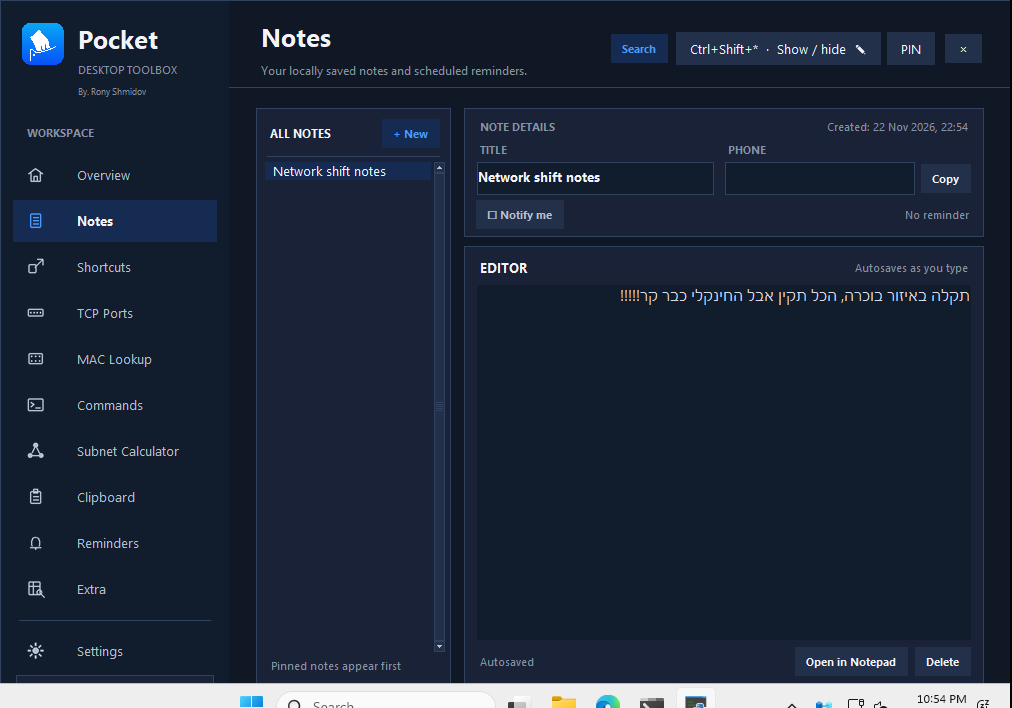 Pocket
DESKTOP TOOLBOX
By. Rony Shmidov
WORKSPACE
Overview
Notes
Shortcuts
TCP Ports
MAC Lookup
Commands
Subnet Calculator
Clipboard
Reminders
Extra
Settings
Notes
Your locally saved notes and scheduled reminders.
Search
Ctrl+Shift+* · Show / hide
PIN
×
ALL NOTES
+ New
Network shift notes
Pinned notes appear first
NOTE DETAILS
Created: 22 Nov 2026, 22:54
TITLE
PHONE
Network shift notes
Copy
Notify me
No reminder
EDITOR
Autosaves as you type
תקלה באיזור בוכרה, הכל תקין אבל החינקלי כבר קר!!!!!
Autosaved
Open in Notepad
Delete
Search
10:54 PM